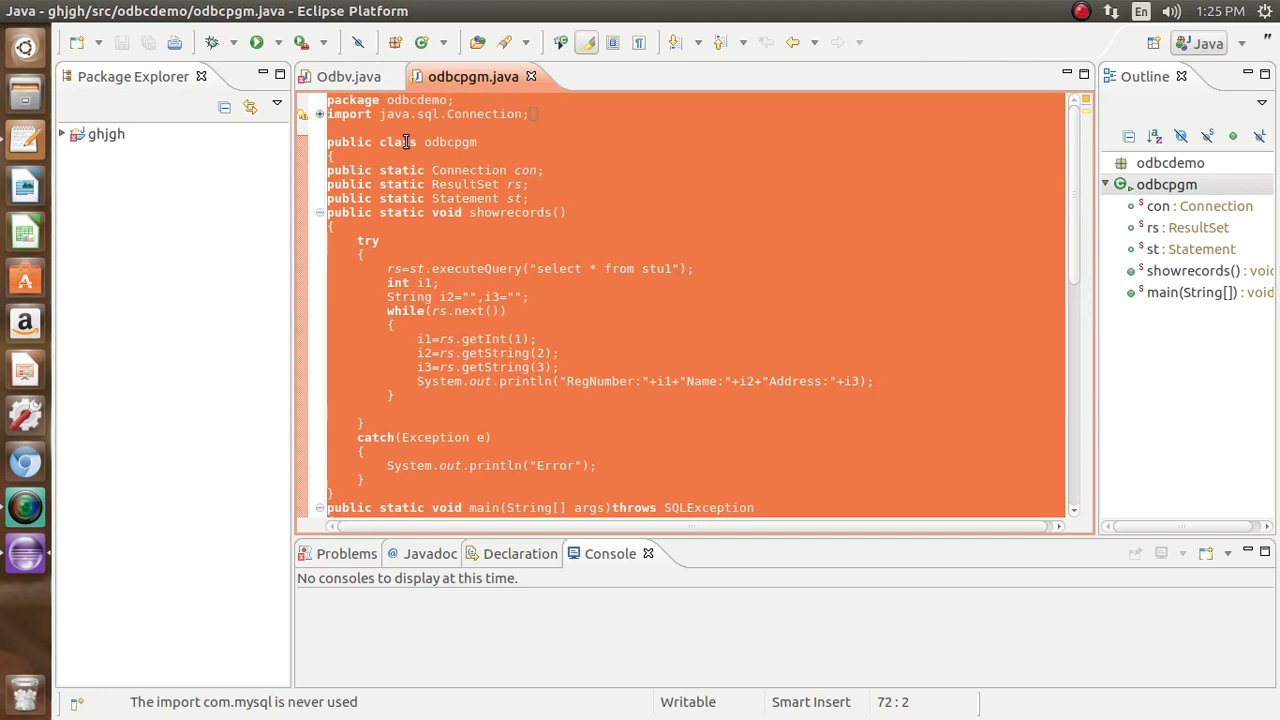 Java - ghjgh/src/odbcdemo/odbcpgm.java - Eclipse Platform
En
1:25 PM
Java
"
Package Explorer
ghjgh
Odbv.java
odbcpgm.java
package odbcdemo;
import java.sql.Connection;
public class odbcpgm
{
public static Connection con;
public static ResultSet rs;
public static Statement st;
public static void showrecords()
{
try
{
rs=st.executeQuery("select * from stu1");
int i1;
String i2="",i3="";
while(rs.next())
{
i1=rs.getInt(1);
i2=rs.getString(2);
i3=rs.getString(3);
System.out.println("RegNumber:"+i1+"Name:"+i2+"Address:"+i3);
}
}
catch(Exception e)
{
System.out.println("Error");
}
}
public static void main(String[] args)throws SQLException
Outline
odbcdemo
odbcpgm
con : Connection
rs : ResultSet
st : Statement
showrecords() : void
main(String[]) : void
Problems
@ Javadoc
Declaration
Console
No consoles to display at this time.
The import com.mysql is never used
Writable
Smart Insert
72 : 2